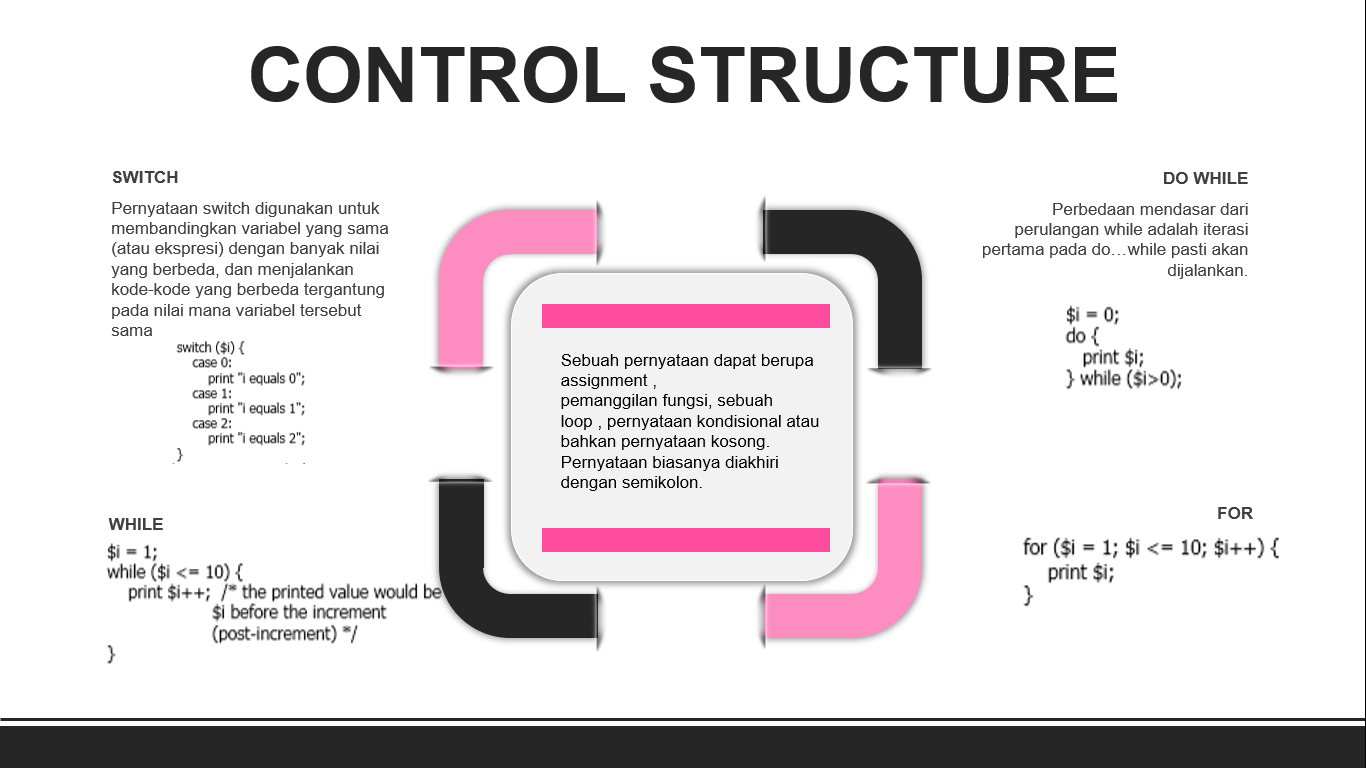 CONTROL STRUCTURE
SWITCH
Pernyataan switch digunakan untuk
membandingkan variabel yang sama
(atau ekspresi) dengan banyak nilai
yang berbeda, dan menjalankan
kode-kode yang berbeda tergantung
pada nilai mana variabel tersebut
sama
switch ($i) {
case 0:
print "i equals 0";
case 1:
print "i equals 1";
case 2:
print "i equals 2";
}
WHILE
$i = 1;
while ($i <= 10) {
print $i++; /* the printed value would be
$i before the increment
(post-increment) */
}
Sebuah pernyataan dapat berupa
assignment ,
pemanggilan fungsi, sebuah
loop , pernyataan kondisional atau
bahkan pernyataan kosong.
Pernyataan biasanya diakhiri
dengan semikolon.
DO WHILE
Perbedaan mendasar dari
perulangan while adalah iterasi
pertama pada do…while pasti akan
dijalankan.
$i = 0;
do {
print $i;
} while ($i>0);
FOR
for ($i = 1; $i <= 10; $i++) {
print $i;
}